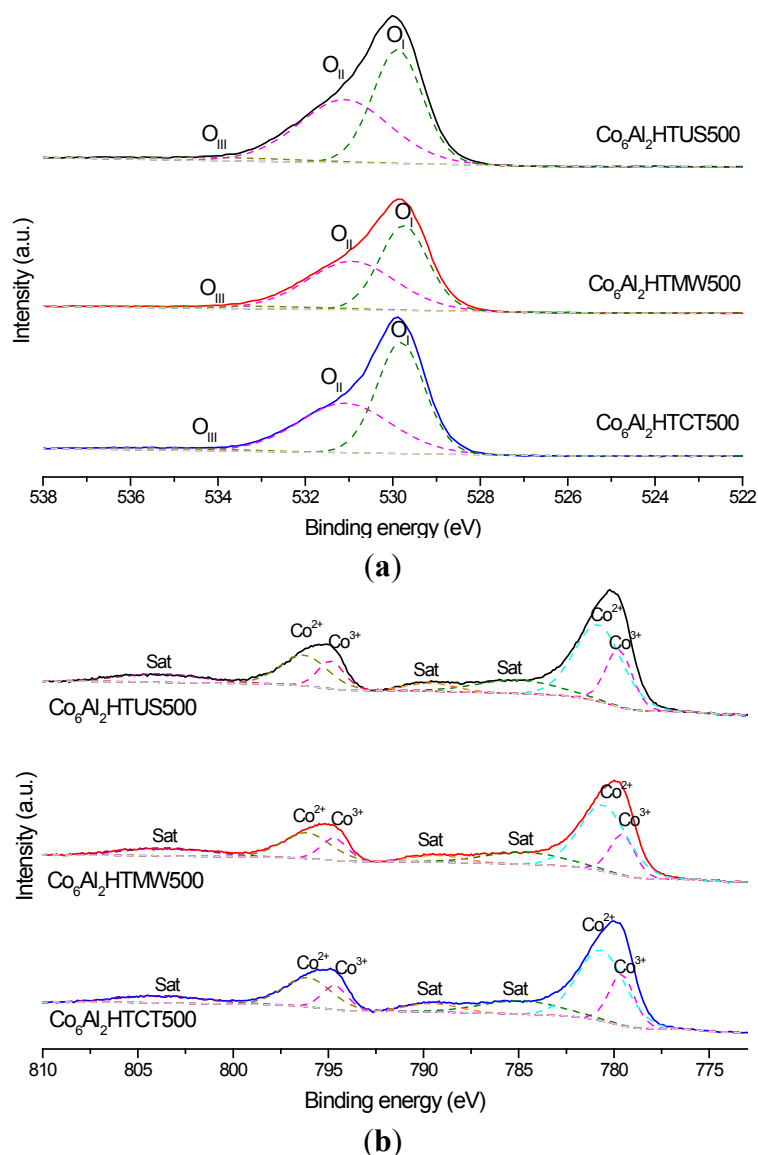 O_I
O_II
O_III
Co6Al2HTUS500
O_I
O_II
O_III
Co6Al2HTMW500
O_I
O_II
O_III
Co6Al2HTCT500
Intensity (a.u.)
538 536 534 532 530 528 526 524 522
Binding energy (eV)
(a)
Co2+
Co2+ Co3+ Co3+
Sat Sat Sat
Co6Al2HTUS500
Co2+
Co2+ Co3+ Co3+
Sat Sat Sat
Co6Al2HTMW500
Co2+
Co2+ Co3+ Co3+
Sat Sat Sat
Co6Al2HTCT500
Intensity (a.u.)
810 805 800 795 790 785 780 775
Binding energy (eV)
(b)